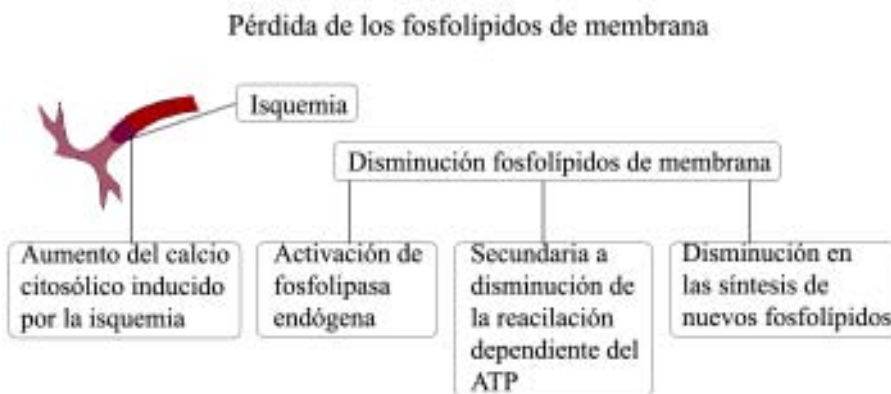 Pérdida de los fosfolípidos de membrana
Isquemia
Disminución fosfolípidos de membrana
Aumento del calcio
citosólico inducido
por la isquemia
Activación de
fosfolipasa
endógena
Secundaria a
disminución de
la reacilación
dependiente del
ATP
Disminución en
las síntesis de
nuevos fosfolípidos